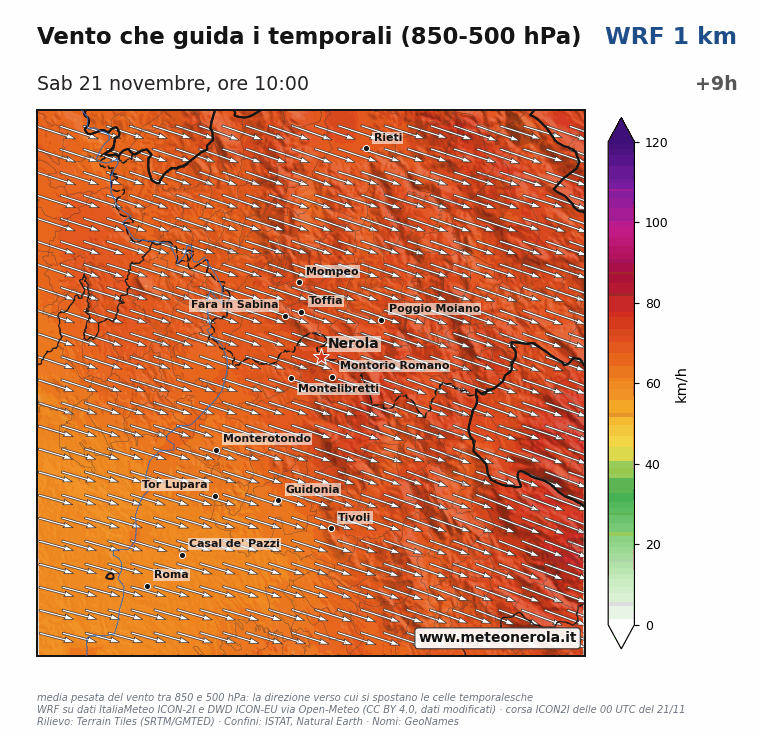 Vento che guida i temporali (850-500 hPa) WRF 1 km
Sab 21 novembre, ore 10:00 +9h
Rieti
Mompeo
Fara in Sabina
Toffia
Poggio Moiano
Nerola
Montorio Romano
Montelibretti
Monterotondo
Tor Lupara
Guidonia
Tivoli
Casal de' Pazzi
Roma
www.meteonerola.it
120
100
80
60
40
20
0
km/h
media pesata del vento tra 850 e 500 hPa: la direzione verso cui si spostano le celle temporalesche
WRF su dati ItaliaMeteo ICON-2I e DWD ICON-EU via Open-Meteo (CC BY 4.0, dati modificati) · corsa ICON2I delle 00 UTC del 21/11
Rilievo: Terrain Tiles (SRTM/GMTED) · Confini: ISTAT, Natural Earth · Nomi: GeoNames